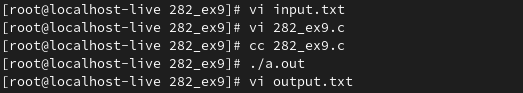 [root@localhost-live 282_ex9]# vi input.txt
[root@localhost-live 282_ex9]# vi 282_ex9.c
[root@localhost-live 282_ex9]# cc 282_ex9.c
[root@localhost-live 282_ex9]# ./a.out
[root@localhost-live 282_ex9]# vi output.txt